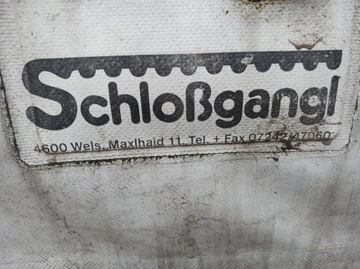 Schloßgangl
4600 Wels, Maxlhaid 11, Tel. + Fax 07242/47060